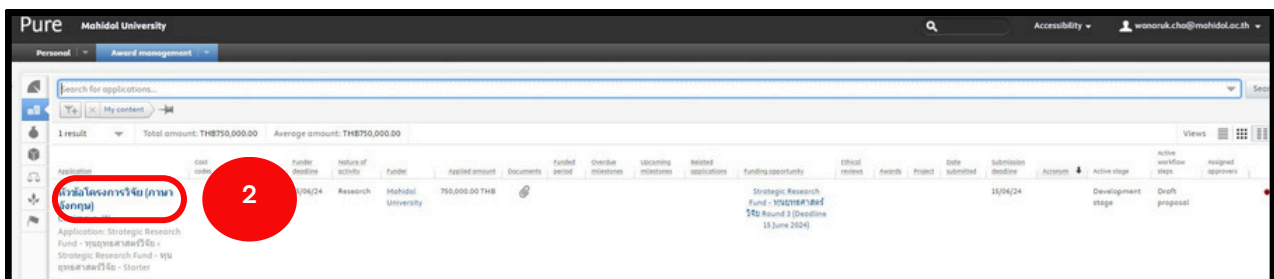 Pure Mahidol University Accessibility wanaruk.cho@mahidol.ac.th
Personal Award management
Search for applications...
My content
1 result Total amount: THB750,000.00 Average amount: THB750,000.00 Views
Application Cost codes Funder deadline Nature of activity Funder Applied amount Documents Funded period Overdue milestones Upcoming milestones Related applications Funding opportunity Ethical reviews Awards Project Date submitted Submission deadline Acronym Active stage Active workflow steps Assigned approvers
หัวข้อโครงการวิจัย (ภาษาอังกฤษ)
2
/06/24 Research Mahidol University 750,000.00 THB
Strategic Research Fund - ทุนยุทธศาสตร์วิจัย Round 3 (Deadline 15 June 2024)
15/06/24 Development stage Draft proposal
Application: Strategic Research
Fund - ทุนยุทธศาสตร์วิจัย ›
Strategic Research Fund - ทุน
ยุทธศาสตร์วิจัย - Starter